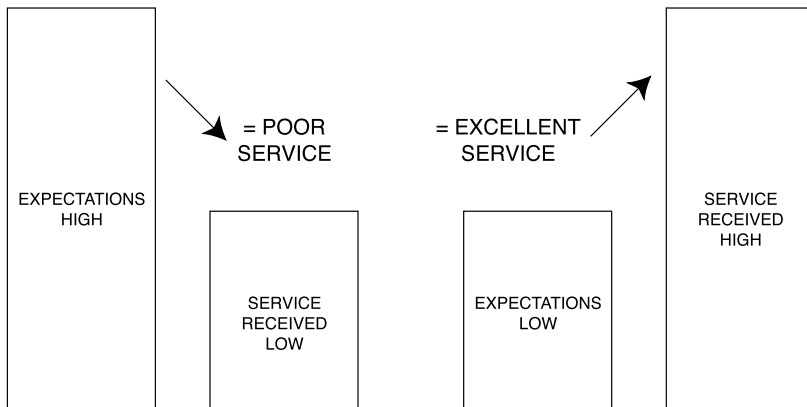 EXPECTATIONS
HIGH
= POOR
SERVICE
SERVICE
RECEIVED
LOW
= EXCELLENT
SERVICE
EXPECTATIONS
LOW
SERVICE
RECEIVED
HIGH